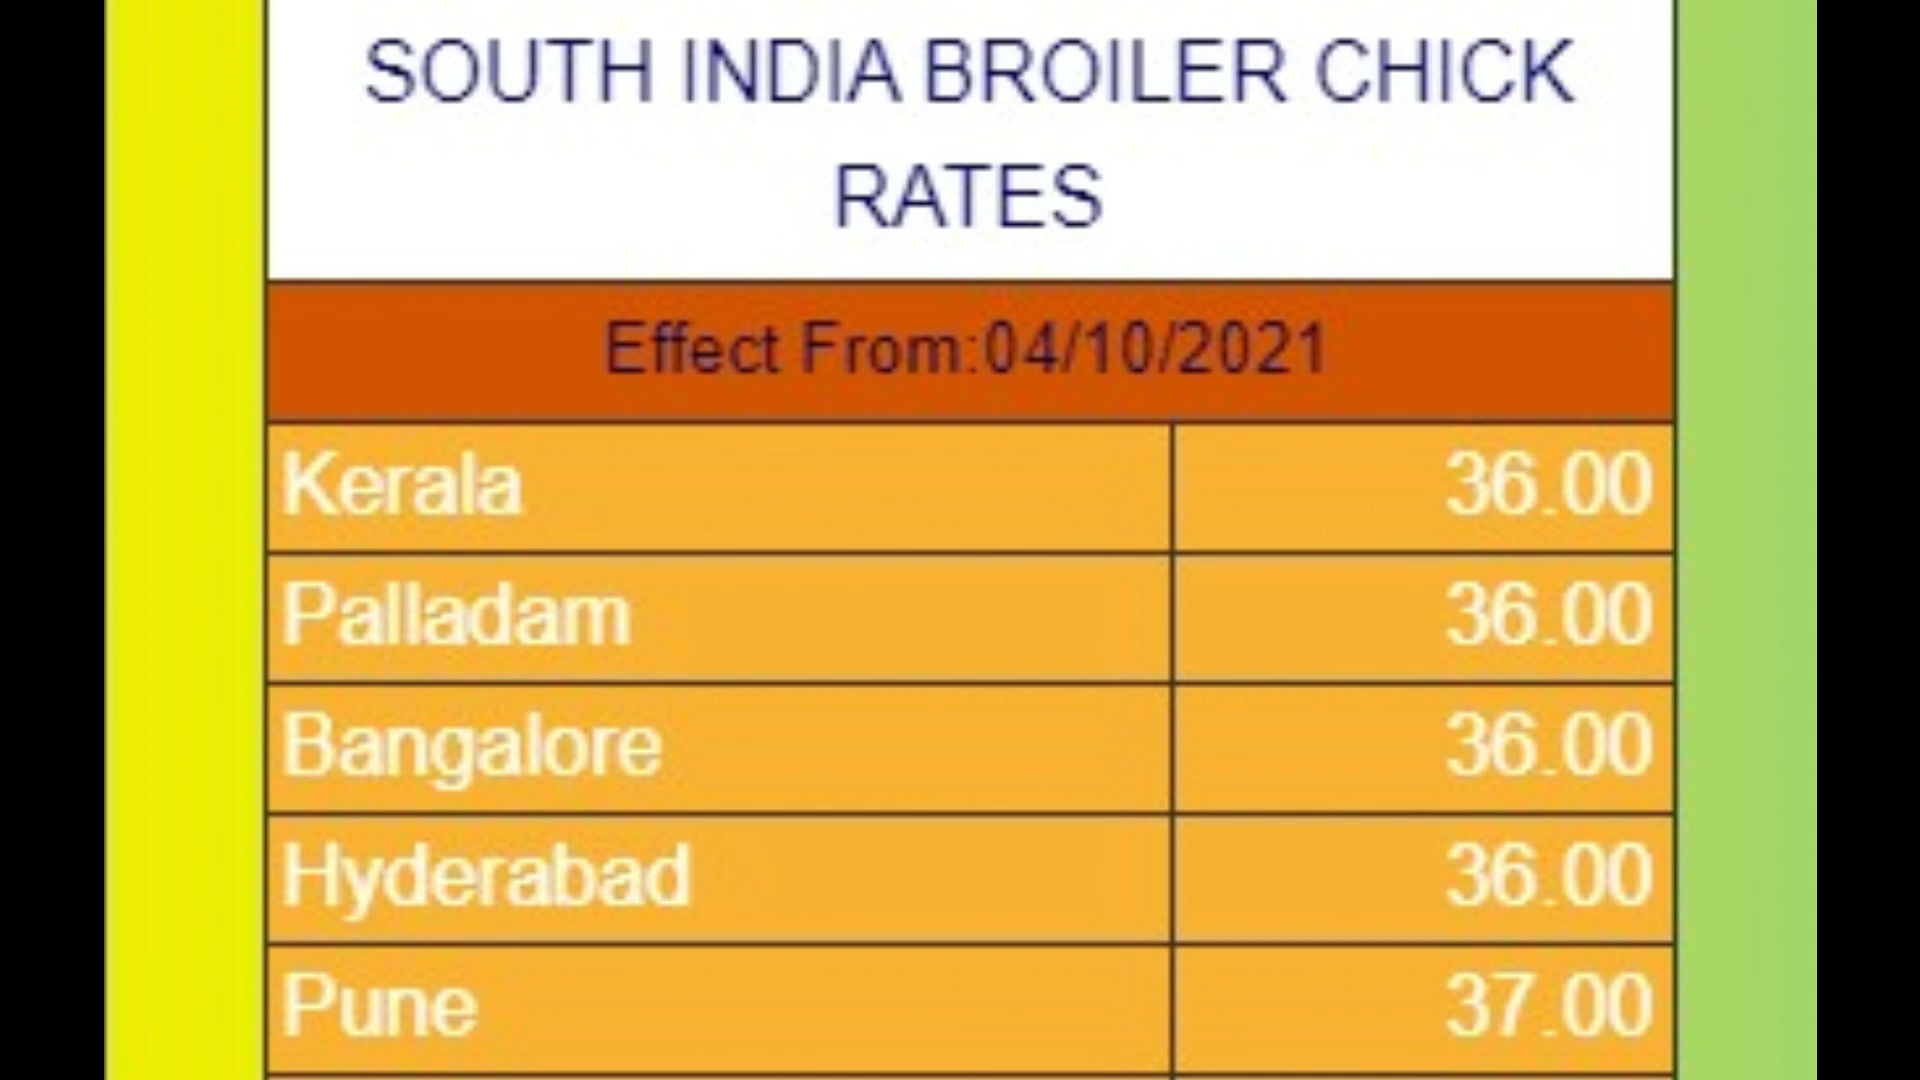 SOUTH INDIA BROILER CHICK
RATES
Effect From:04/10/2021
Kerala 36.00
Palladam 36.00
Bangalore 36.00
Hyderabad 36.00
Pune 37.00